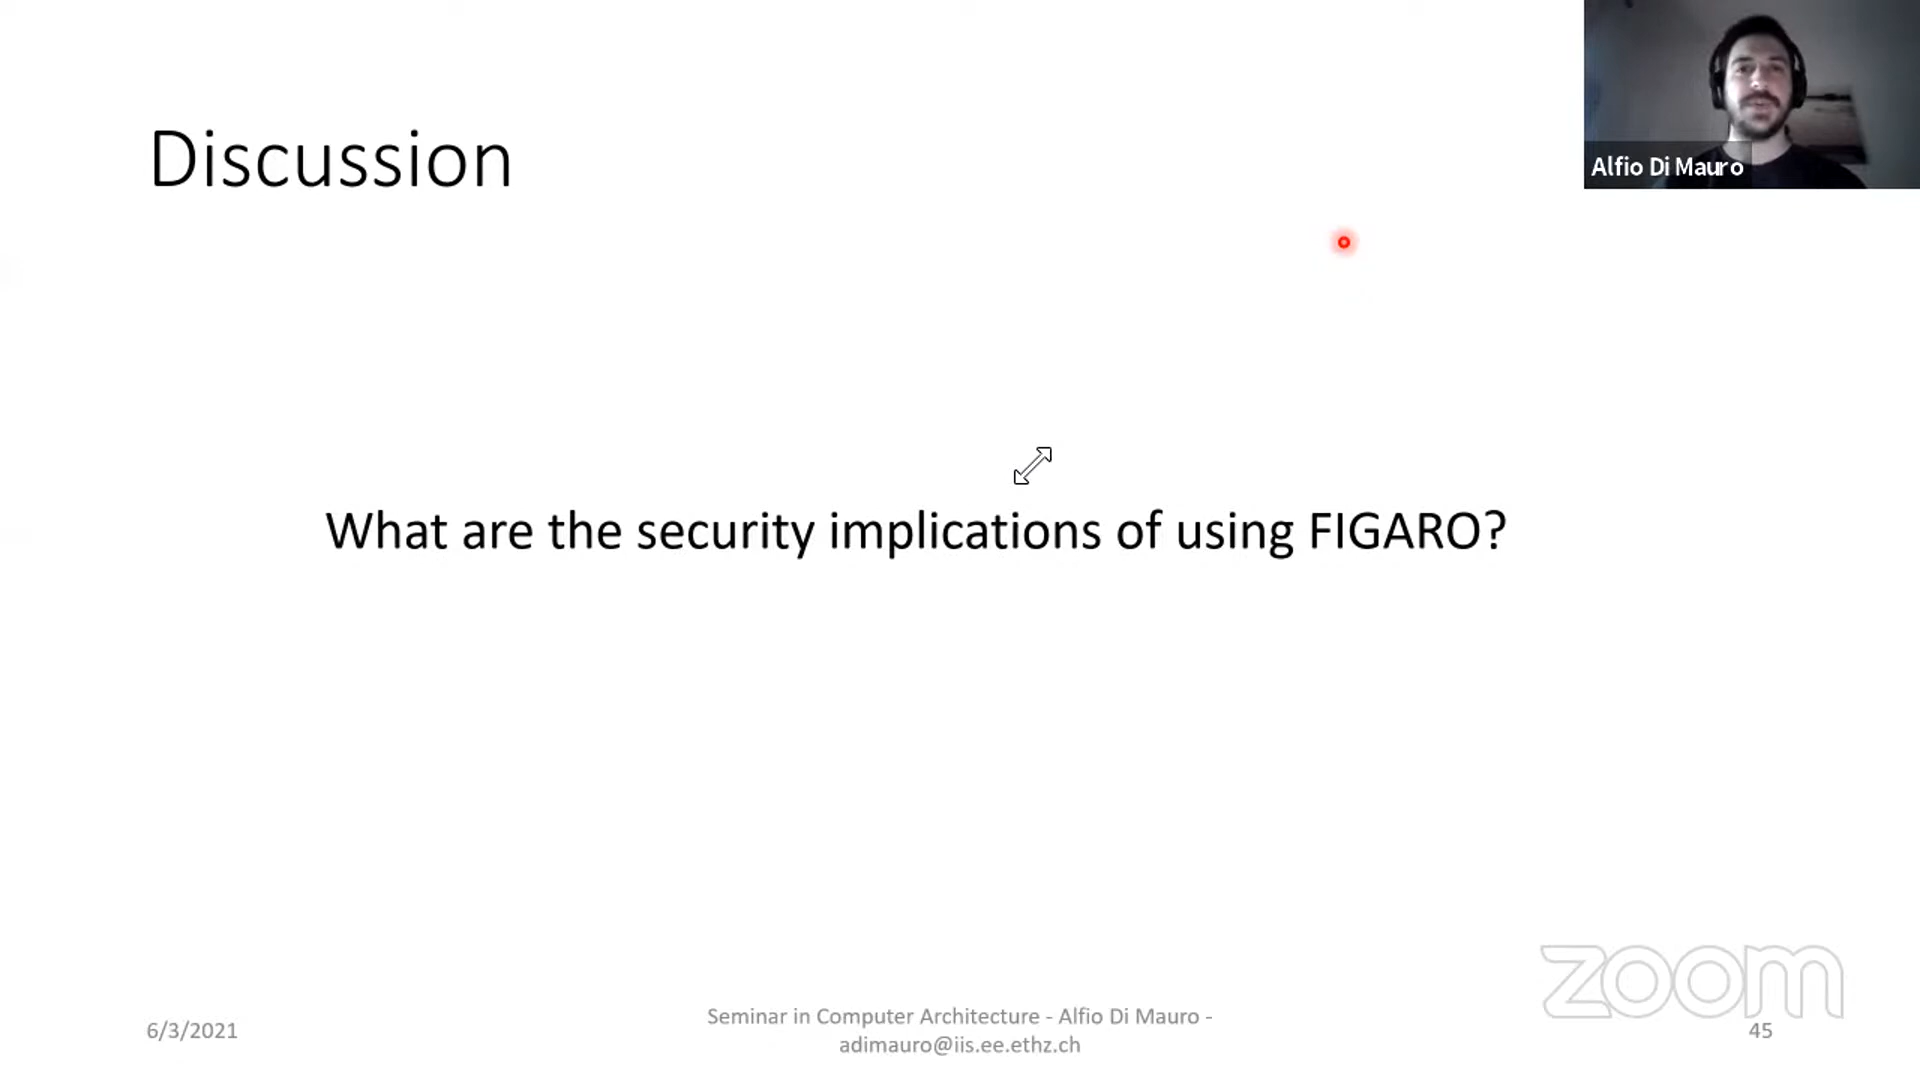 Discussion
Alfio Di Mauro
What are the security implications of using FIGARO?
zoom
6/3/2021
Seminar in Computer Architecture - Alfio Di Mauro -
adimauro@iis.ee.ethz.ch
45